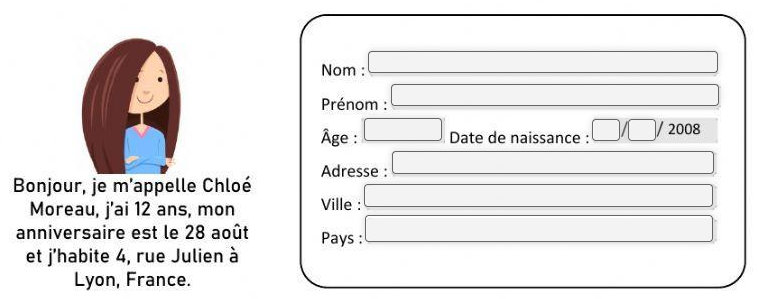 Bonjour, je m'appelle Chloé
Moreau, j'ai 12 ans, mon
anniversaire est le 28 août
et j'habite 4, rue Julien à
Lyon, France.
Nom :
Prénom :
Âge : Date de naissance : / / 2008
Adresse :
Ville :
Pays :